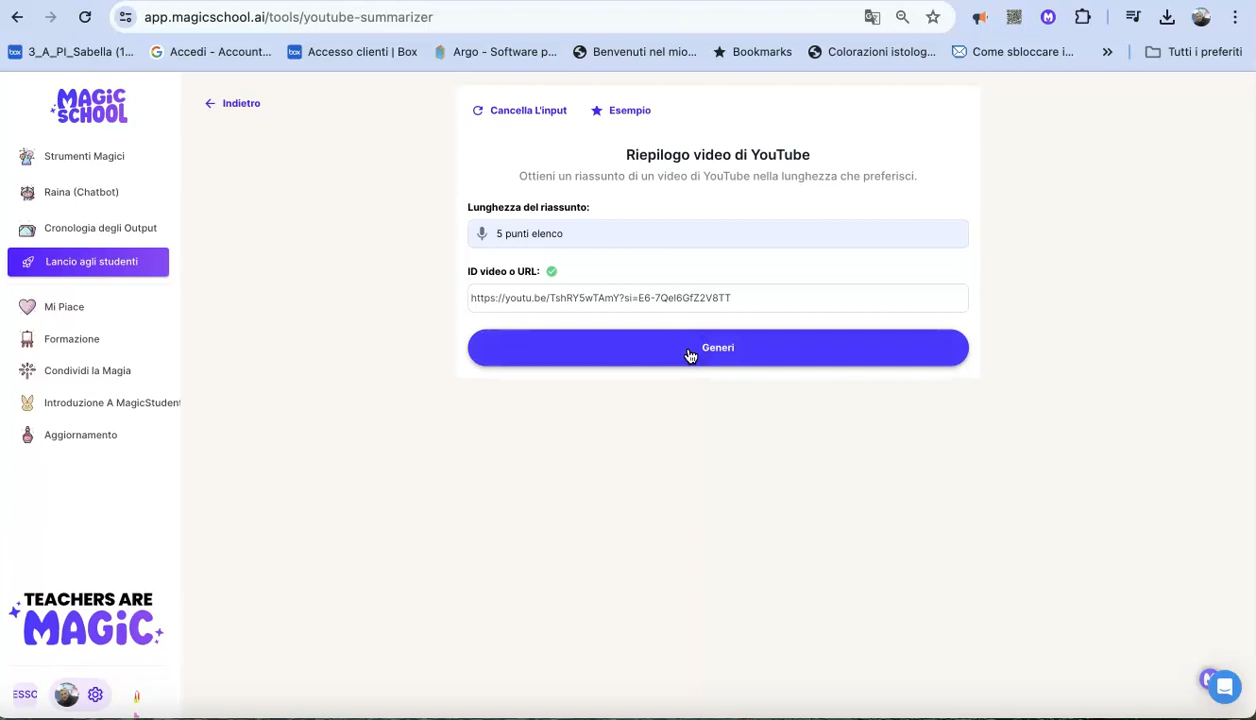 app.magicschool.ai/tools/youtube-summarizer
3_A_PI_Sabella (1...
Accedi - Account...
Accesso clienti | Box
Argo - Software p...
Benvenuti nel mio...
Bookmarks
Colorazioni istolog...
Come sbloccare i...
Tutti i preferiti
MAGIC
SCHOOL
Strumenti Magici
Raina (Chatbot)
Cronologia degli Output
Lancio agli studenti
Mi Piace
Formazione
Condividi la Magia
Introduzione A MagicStudent
Aggiornamento
TEACHERS ARE
MAGIC
ESSO
Indietro
Cancella L'input
Esempio
Riepilogo video di YouTube
Ottieni un riassunto di un video di YouTube nella lunghezza che preferisci.
Lunghezza del riassunto:
5 punti elenco
ID video o URL:
https://youtu.be/TshRY5wTAmY?si=E6-7Qel6GfZ2V8TT
Generi